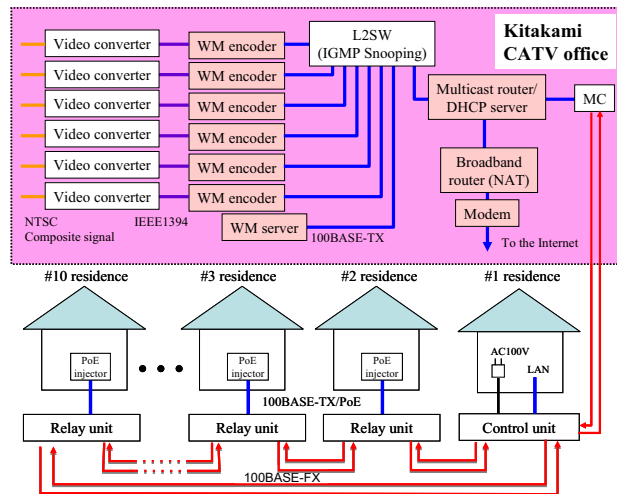 Kitakami
CATV office
L2SW
(IGMP Snooping)
Video converter
WM encoder
Video converter
WM encoder
Video converter
WM encoder
Video converter
WM encoder
Video converter
WM encoder
Video converter
WM encoder
Multicast router/
DHCP server
MC
Broadband
router (NAT)
Modem
NTSC
Composite signal
IEEE1394
WM server
100BASE-TX
To the Internet
#10 residence
#3 residence
#2 residence
#1 residence
PoE
injector
PoE
injector
PoE
injector
AC100V
LAN
100BASE-TX/PoE
Relay unit
Relay unit
Relay unit
Control unit
100BASE-FX